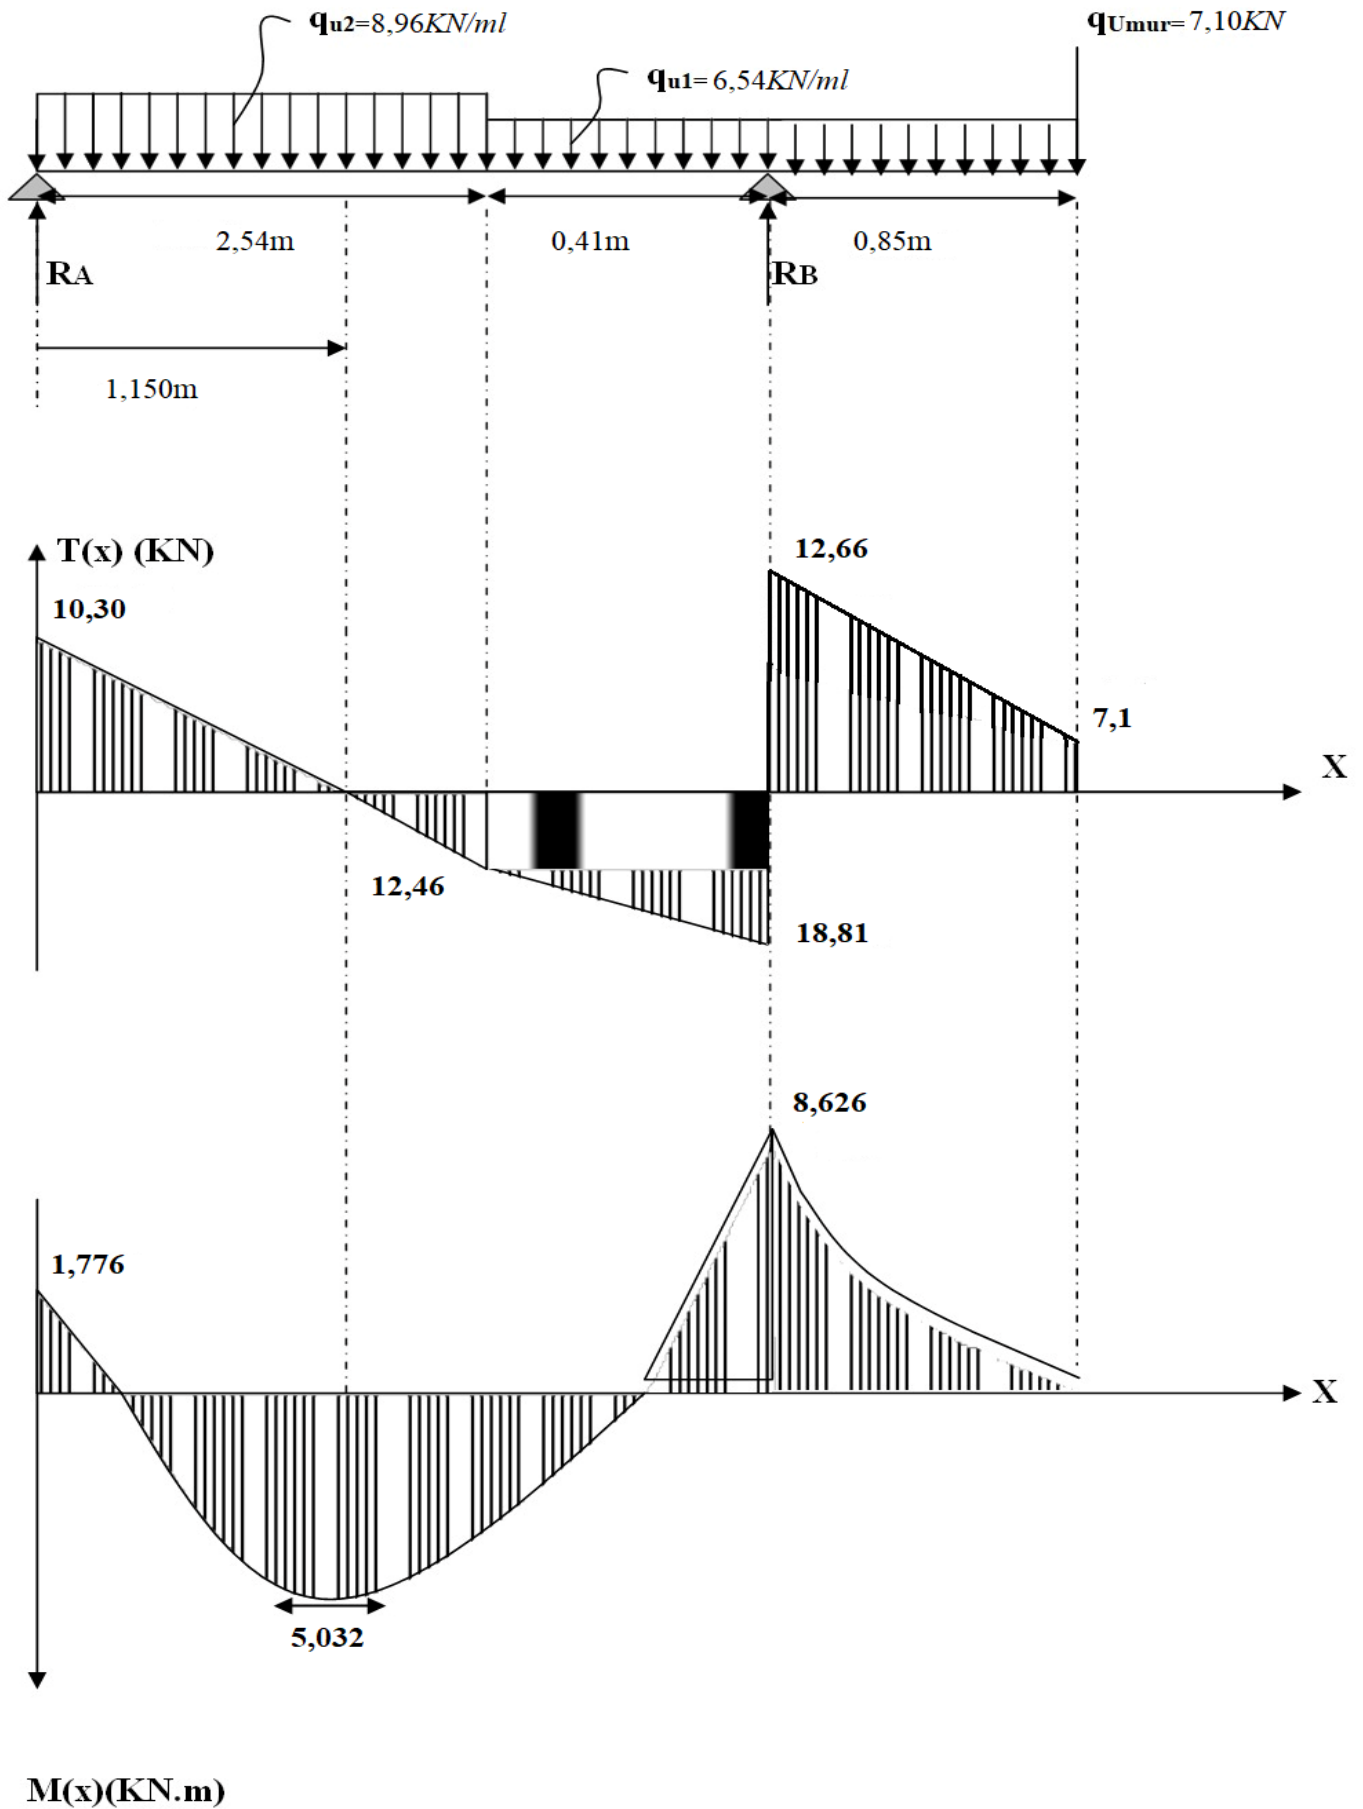 qu2=8,96KN/ml
qUmur=7,10KN
qu1=6,54KN/ml
2,54m
0,41m
0,85m
RA
RB
1,150m
T(x) (KN)
12,66
10,30
7,1
X
12,46
18,81
8,626
1,776
X
5,032
M(x)(KN.m)